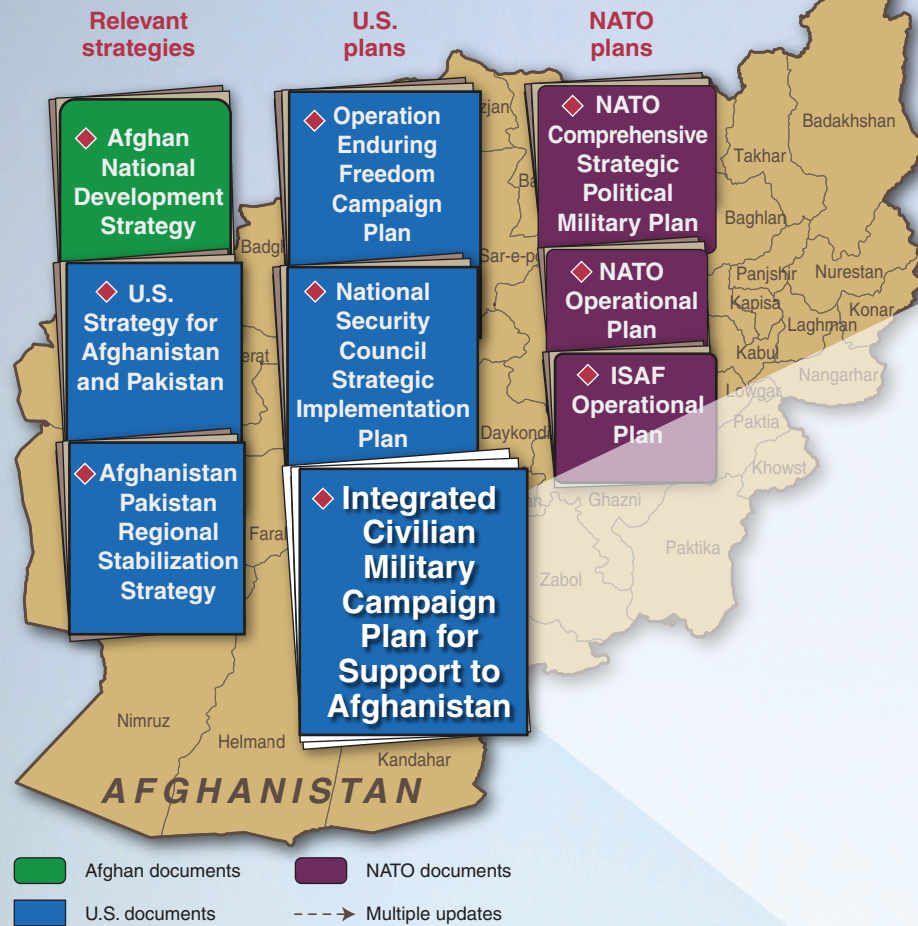 Relevant
strategies
U.S.
plans
NATO
plans
Afghan
National
Development
Strategy
U.S.
Strategy for
Afghanistan
and Pakistan
Afghanistan
Pakistan
Regional
Stabilization
Strategy
Operation
Enduring
Freedom
Campaign
Plan
National
Security
Council
Strategic
Implementation
Plan
Integrated
Civilian
Military
Campaign
Plan for
Support to
Afghanistan
NATO
Comprehensive
Strategic
Political
Military Plan
NATO
Operational
Plan
ISAF
Operational
Plan
Badakhshan
Takhar
Baghlan
Panjshir
Nurestan
Kapisa
Konar
Laghman
Kabul
Nangarhar
Lowgar
Paktia
Khowst
Ghazni
Paktika
Zabol
Daykondi
Nimruz
Helmand
Kandahar
AFGHANISTAN
Afghan documents
NATO documents
U.S. documents
Multiple updates